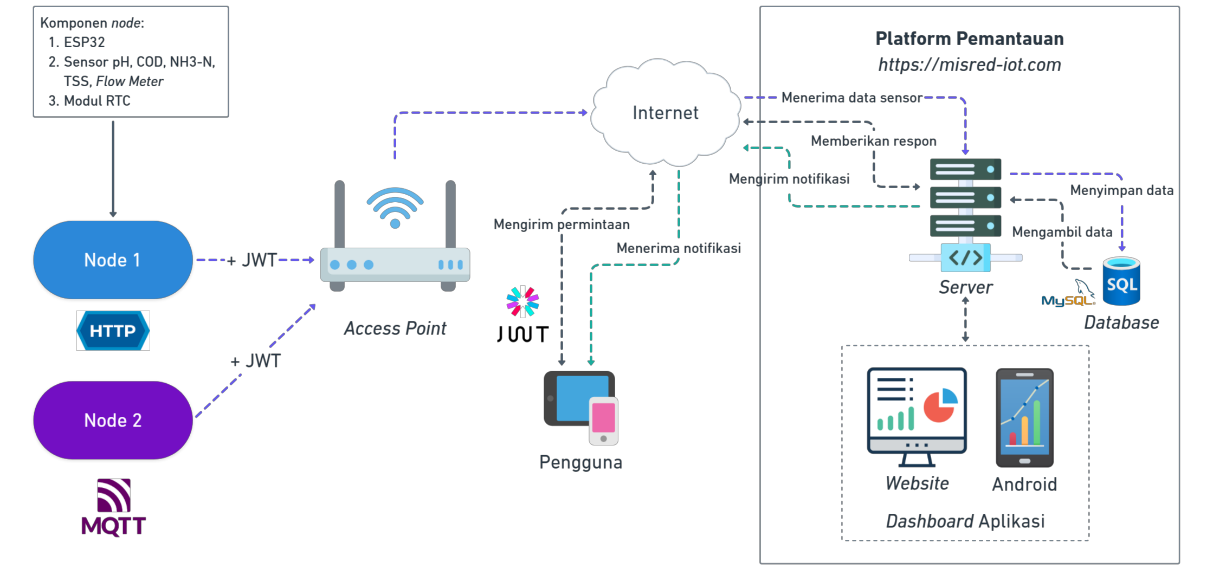 Komponen node:
1. ESP32
2. Sensor pH, COD, NH3-N,
TSS, Flow Meter
3. Modul RTC
Node 1
+ JWT
HTTP
Node 2
+ JWT
MQTT
Access Point
Internet
Mengirim permintaan
Menerima notifikasi
JWT
Pengguna
Platform Pemantauan
https://misred-iot.com
Menerima data sensor
Memberikan respon
Mengirim notifikasi
Menyimpan data
Mengambil data
</>
Server
SQL
MySQL
Database
Website
Android
Dashboard Aplikasi